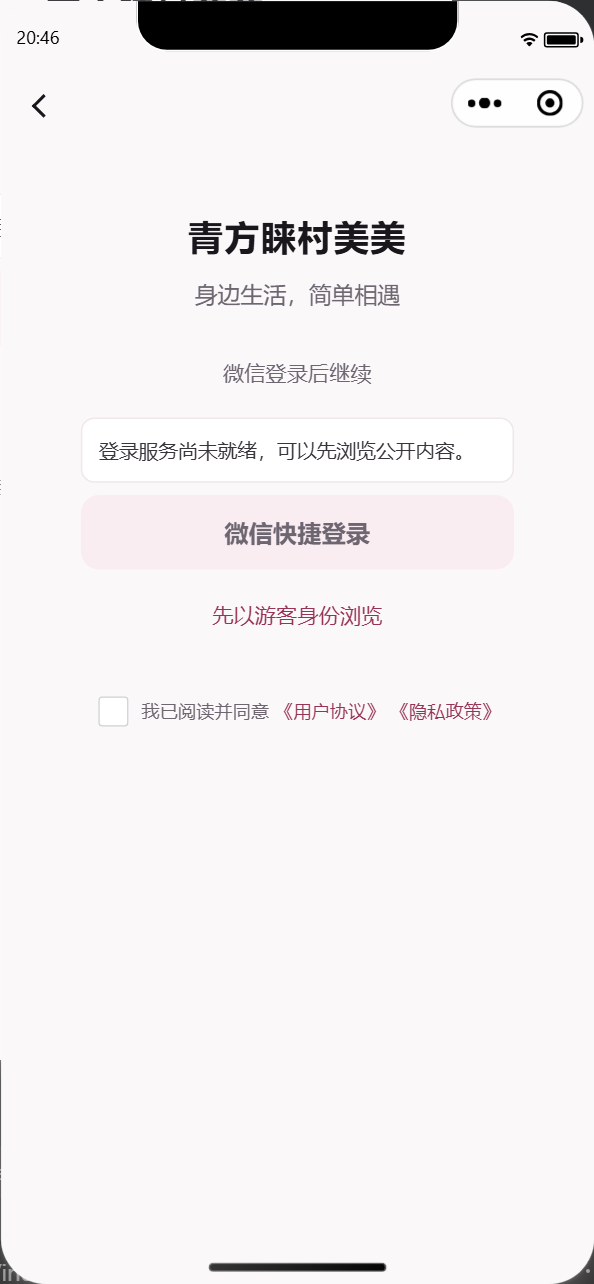 20:46
青方睐村美美
身边生活，简单相遇
微信登录后继续
登录服务尚未就绪，可以先浏览公开内容。
微信快捷登录
先以游客身份浏览
我已阅读并同意《用户协议》《隐私政策》